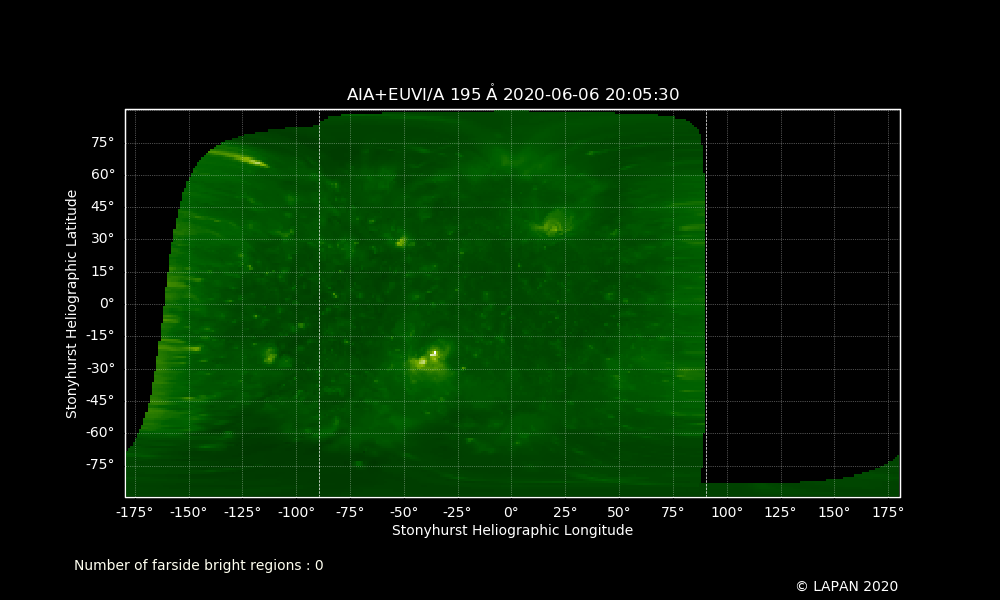 AIA+EUVI/A 195 Å 2020-06-06 20:05:30
75°
60°
45°
30°
15°
0°
-15°
-30°
-45°
-60°
-75°
Stonyhurst Heliographic Latitude
-175° -150° -125° -100° -75° -50° -25° 0° 25° 50° 75° 100° 125° 150° 175°
Stonyhurst Heliographic Longitude
Number of farside bright regions : 0
© LAPAN 2020